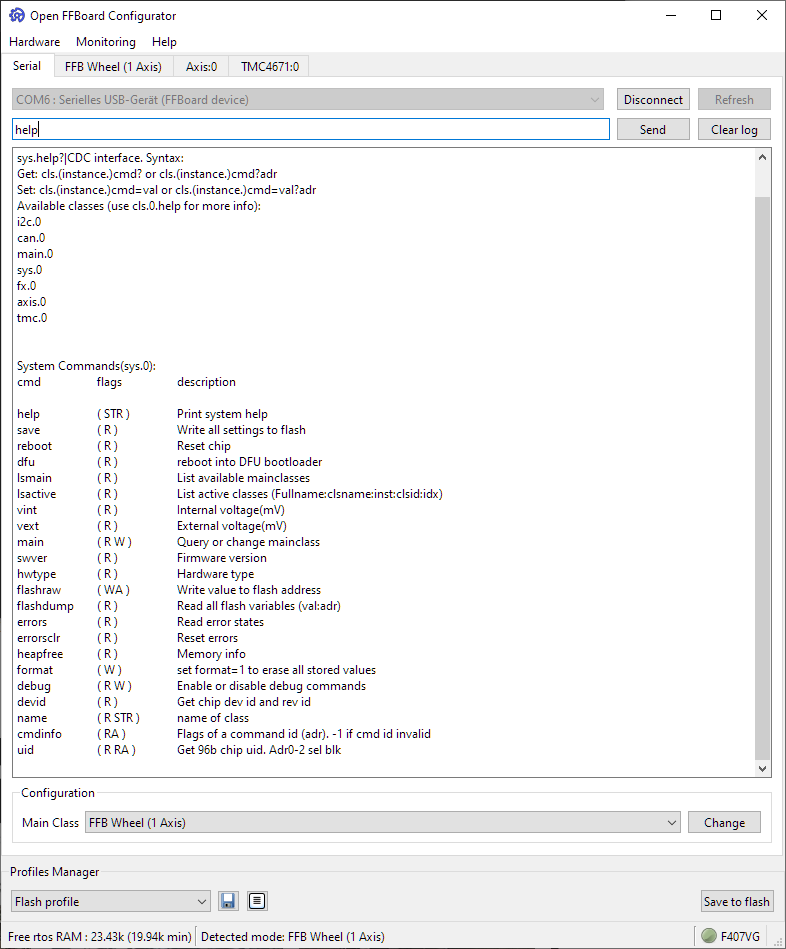 Open FFBoard Configurator
Hardware Monitoring Help
Serial FFB Wheel (1 Axis) Axis:0 TMC4671:0
COM6 : Serielles USB-Gerät (FFBoard device) Disconnect Refresh
help Send Clear log
sys.help?|CDC interface. Syntax:
Get: cls.(instance.)cmd? or cls.(instance.)cmd?adr
Set: cls.(instance.)cmd=val or cls.(instance.)cmd=val?adr
Available classes (use cls.0.help for more info):
i2c.0
can.0
main.0
sys.0
fx.0
axis.0
tmc.0
System Commands(sys.0):
cmd flags description
help ( STR ) Print system help
save ( R ) Write all settings to flash
reboot ( R ) Reset chip
dfu ( R ) reboot into DFU bootloader
lsmain ( R ) List available mainclasses
lsactive ( R ) List active classes (Fullname:clsname:inst:clsid:idx)
vint ( R ) Internal voltage(mV)
vext ( R ) External voltage(mV)
main ( R W ) Query or change mainclass
swver ( R ) Firmware version
hwtype ( R ) Hardware type
flashraw ( WA ) Write value to flash address
flashdump ( R ) Read all flash variables (val:adr)
errors ( R ) Read error states
errorsclr ( R ) Reset errors
heapfree ( R ) Memory info
format ( W ) set format=1 to erase all stored values
debug ( R W ) Enable or disable debug commands
devid ( R ) Get chip dev id and rev id
name ( R STR ) name of class
cmdinfo ( RA ) Flags of a command id (adr). -1 if cmd id invalid
uid ( R RA ) Get 96b chip uid. Adr0-2 sel blk
Configuration
Main Class FFB Wheel (1 Axis) Change
Profiles Manager
Flash profile Save to flash
Free rtos RAM : 23.43k (19.94k min) Detected mode: FFB Wheel (1 Axis) F407VG